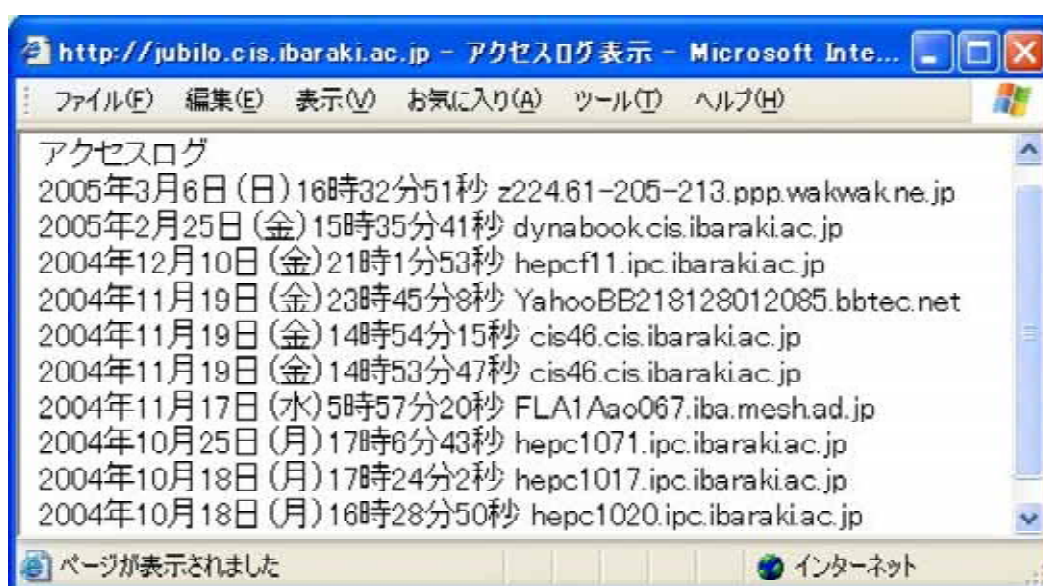 http://jubilo.cis.ibaraki.ac.jp - アクセスログ表示 - Microsoft Inte...
ファイル(F) 編集(E) 表示(V) お気に入り(A) ツール(T) ヘルプ(H)
アクセスログ
2005年3月6日(日)16時32分51秒 z224.61-205-213.ppp.wakwak.ne.jp
2005年2月25日(金)15時35分41秒 dynabook.cis.ibaraki.ac.jp
2004年12月10日(金)21時1分53秒 hepcf11.ipc.ibaraki.ac.jp
2004年11月19日(金)23時45分8秒 YahooBB218128012085.bbtec.net
2004年11月19日(金)14時54分15秒 cis46.cis.ibaraki.ac.jp
2004年11月19日(金)14時53分47秒 cis46.cis.ibaraki.ac.jp
2004年11月17日(水)5時57分20秒 FLA1Aao067.iba.mesh.ad.jp
2004年10月25日(月)17時6分43秒 hepc1071.ipc.ibaraki.ac.jp
2004年10月18日(月)17時24分2秒 hepc1017.ipc.ibaraki.ac.jp
2004年10月18日(月)16時28分50秒 hepc1020.ipc.ibaraki.ac.jp
ページが表示されました インターネット